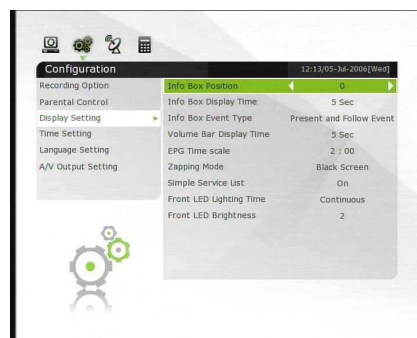 Configuration 12:13/05-Jul-2006[Wed]
Recording Option
Parental Control
Display Setting
Time Setting
Language Setting
A/V Output Setting
Info Box Position 0
Info Box Display Time 5 Sec
Info Box Event Type Present and Follow Event
Volume Bar Display Time 5 Sec
EPG Time scale 2 : 00
Zapping Mode Black Screen
Simple Service List On
Front LED Lighting Time Continuous
Front LED Brightness 2